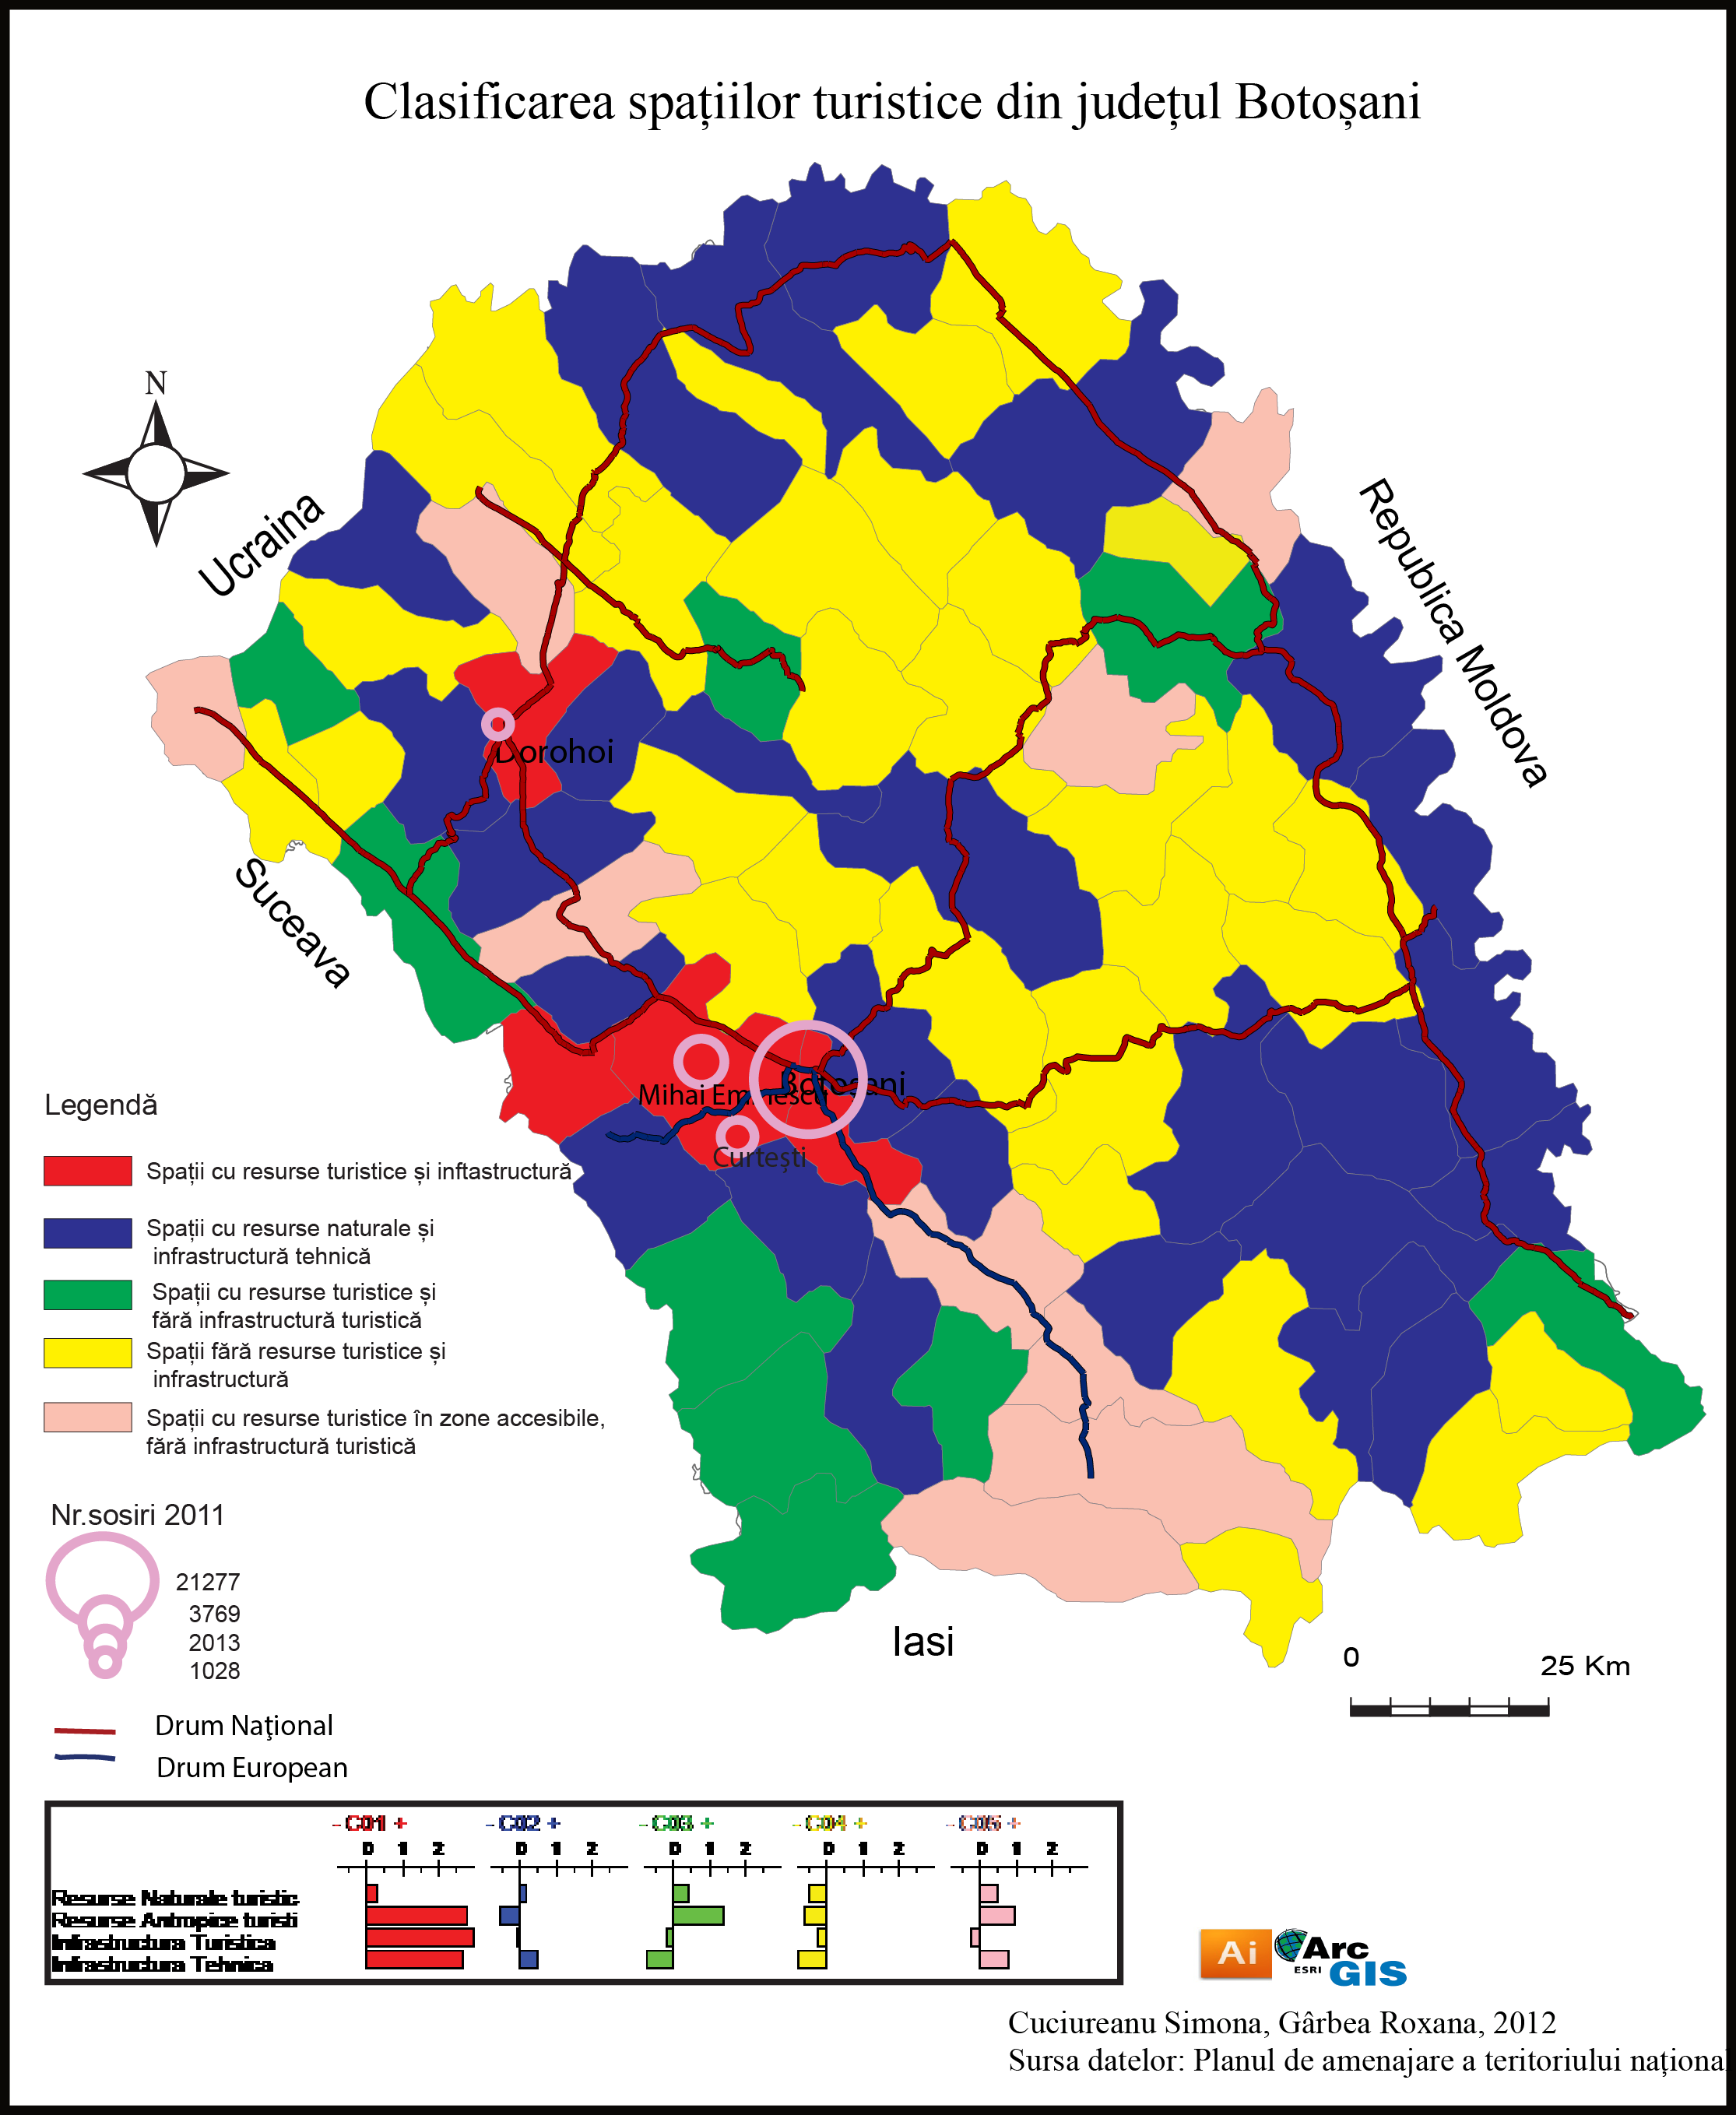 Clasificarea spațiilor turistice din județul Botoșani
N
Ucraina
Republica Moldova
Suceava
Dorohoi
Botoșani
Mihai Eminescu
Curteşti
Iasi
Legendă
Spații cu resurse turistice și inftastructură
Spații cu resurse naturale și
infrastructură tehnică
Spații cu resurse turistice și
fără infrastructură turistică
Spații fără resurse turistice și
infrastructură
Spații cu resurse turistice în zone accesibile,
fără infrastructură turistică
Nr.sosiri 2011
21277
3769
2013
1028
Drum Naţional
Drum European
0 25 Km
- C01 + - C02 + - C03 + - C04 + - C05 +
0 1 2 0 1 2 0 1 2 0 1 2 0 1 2
Resurse Naturale turistic
Resurse Antropice turisti
Infrastructura Turistica
Infrastructura Tehnica
Ai
Arc
ESRI
GIS
Cuciureanu Simona, Gârbea Roxana, 2012
Sursa datelor: Planul de amenajare a teritoriului naționa